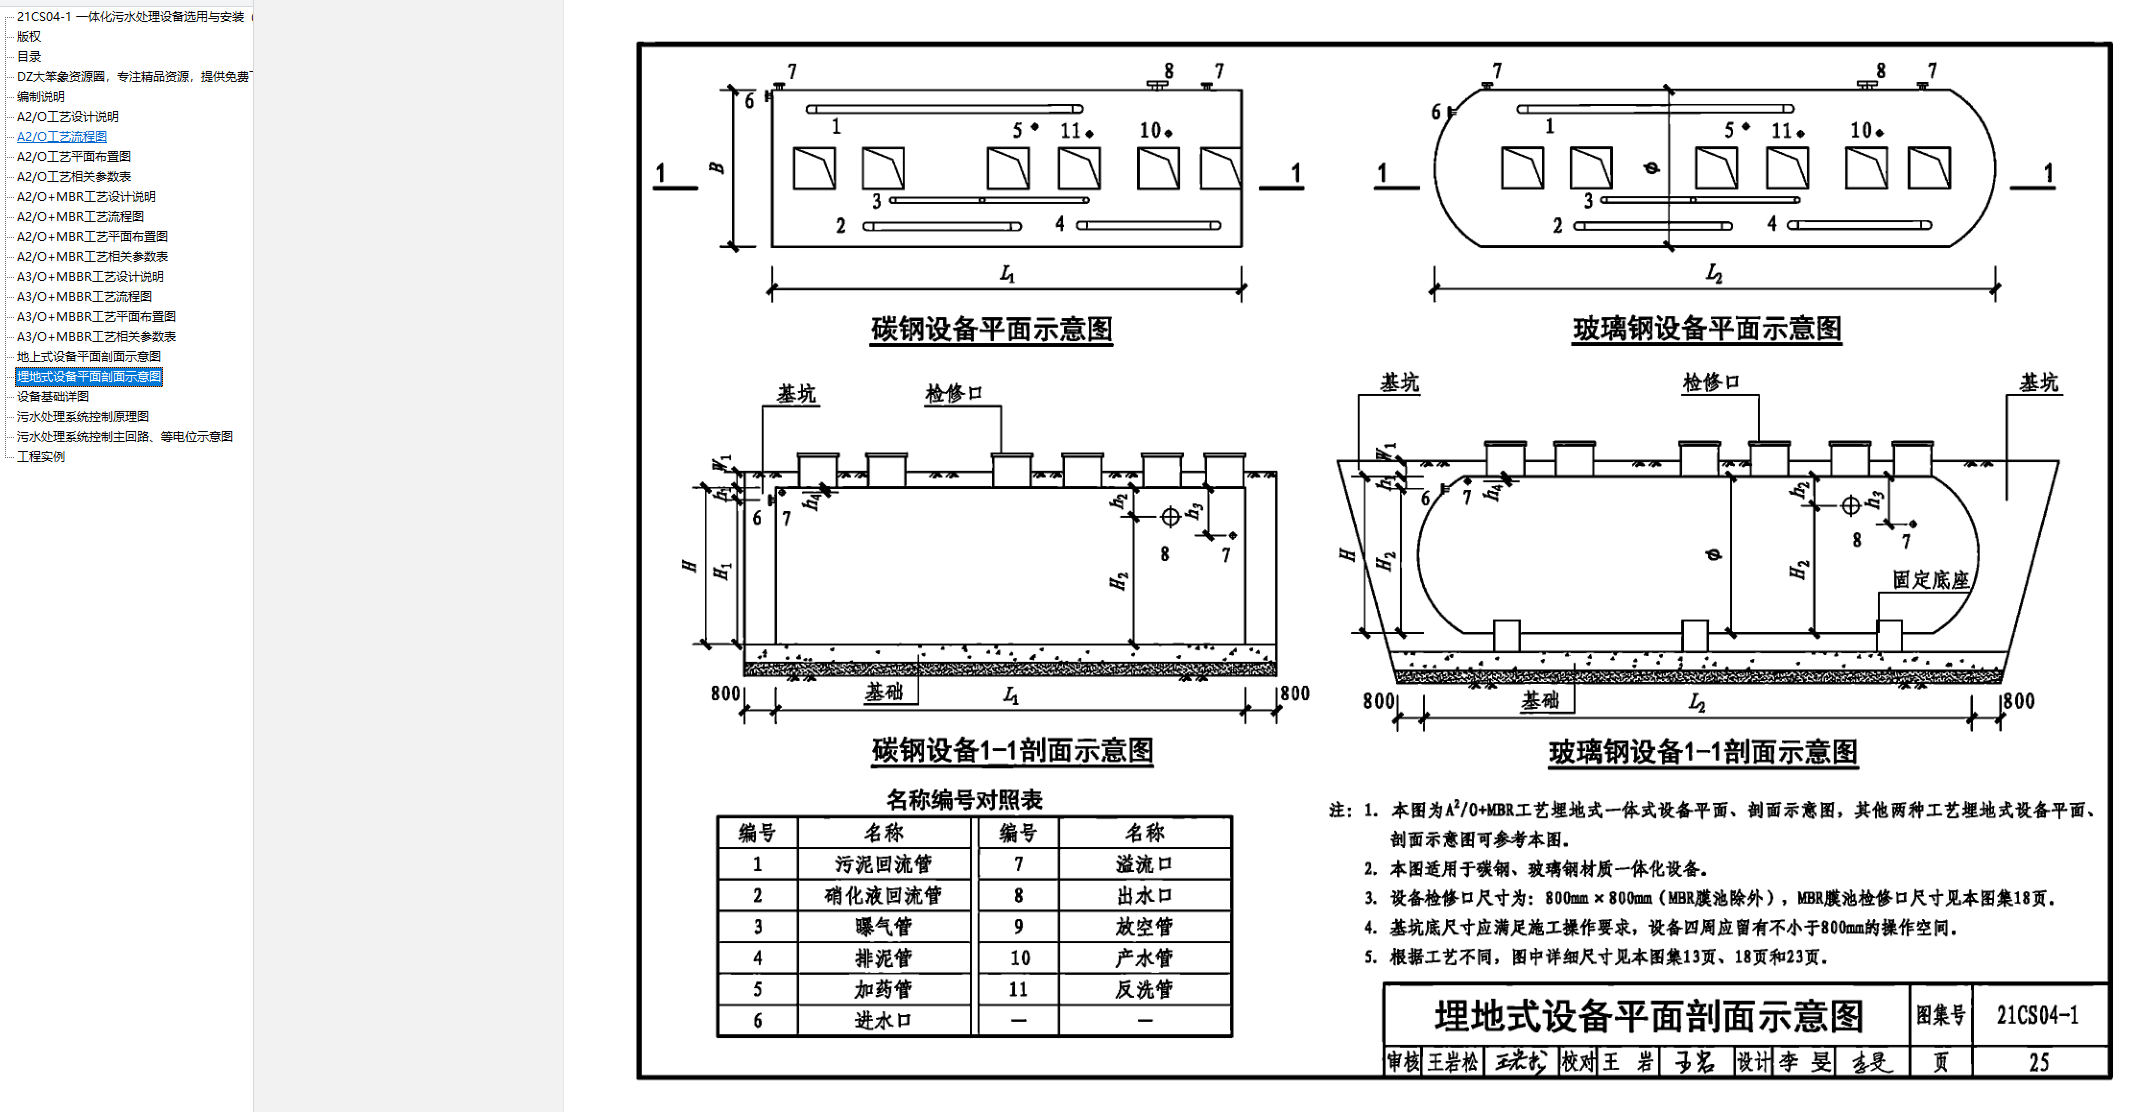 21CS04-1 一体化污水处理设备选用与安装
版权
目录
DZ大笨象资源圈，专注精品资源，提供免费
编制说明
A2/O工艺设计说明
A2/O工艺流程图
A2/O工艺平面布置图
A2/O工艺相关参数表
A2/O+MBR工艺设计说明
A2/O+MBR工艺流程图
A2/O+MBR工艺平面布置图
A2/O+MBR工艺相关参数表
A3/O+MBBR工艺设计说明
A3/O+MBBR工艺流程图
A3/O+MBBR工艺平面布置图
A3/O+MBBR工艺相关参数表
地上式设备平面剖面示意图
埋地式设备平面剖面示意图
设备基础详图
污水处理系统控制原理图
污水处理系统控制主回路、等电位示意图
工程实例
7 8 7
6
1
5 11 10
1 B 1
3
2 4
L1
碳钢设备平面示意图
7 8 7
6
1
5 11 10
1 φ 1
3
2 4
L2
玻璃钢设备平面示意图
基坑 检修口
W1
h1 h4 h2 h3
6 7 8 7
H H1 H2
800 基础 L1 800
碳钢设备1-1剖面示意图
基坑 检修口 基坑
W1
h1 h4 h2 h3
6 7 8 7
H H2 φ H2
固定底座
800 基础 L2 800
玻璃钢设备1-1剖面示意图
名称编号对照表
编号 名称 编号 名称
1 污泥回流管 7 溢流口
2 硝化液回流管 8 出水口
3 曝气管 9 放空管
4 排泥管 10 产水管
5 加药管 11 反洗管
6 进水口 — —
注：1. 本图为A²/O+MBR工艺埋地式一体式设备平面、剖面示意图，其他两种工艺埋地式设备平面、
剖面示意图可参考本图。
2. 本图适用于碳钢、玻璃钢材质一体化设备。
3. 设备检修口尺寸为：800mm×800mm（MBR膜池除外），MBR膜池检修口尺寸见本图集18页。
4. 基坑底尺寸应满足施工操作要求，设备四周应留有不小于800mm的操作空间。
5. 根据工艺不同，图中详细尺寸见本图集13页、18页和23页。
埋地式设备平面剖面示意图 图集号 21CS04-1
审核 王岩松 校对 王 岩 设计 李 旻 李旻 页 25